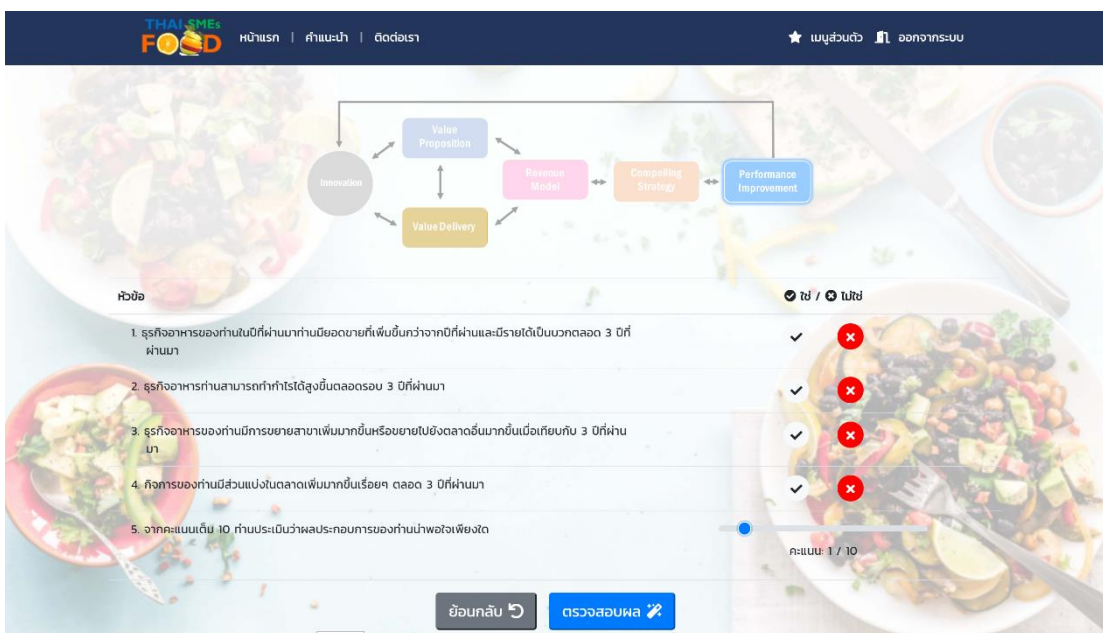 THAI SMEs
FOOD
หน้าแรก | คำแนะนำ | ติดต่อเรา
เมนูส่วนตัว ออกจากระบบ
Value
Proposition
Innovation
Revenue
Model
Compelling
Strategy
Performance
Improvement
Value Delivery
หัวข้อ
ใช่ / ไม่ใช่
1. ธุรกิจอาหารของท่านในปีที่ผ่านมาท่านมียอดขายที่เพิ่มขึ้นกว่าจากปีที่ผ่านและมีรายได้เป็นบวกตลอด 3 ปีที่
ผ่านมา
2. ธุรกิจอาหารท่านสามารถทำกำไรได้สูงขึ้นตลอดรอบ 3 ปีที่ผ่านมา
3. ธุรกิจอาหารของท่านมีการขยายสาขาเพิ่มมากขึ้นหรือขยายไปยังตลาดอื่นมากขึ้นเมื่อเทียบกับ 3 ปีที่ผ่าน
มา
4. กิจการของท่านมีส่วนแบ่งในตลาดเพิ่มมากขึ้นเรื่อยๆ ตลอด 3 ปีที่ผ่านมา
5. จากคะแนนเต็ม 10 ท่านประเมินว่าผลประกอบการของท่านน่าพอใจเพียงใด
คะแนน: 1 / 10
ย้อนกลับ
ตรวจสอบผล